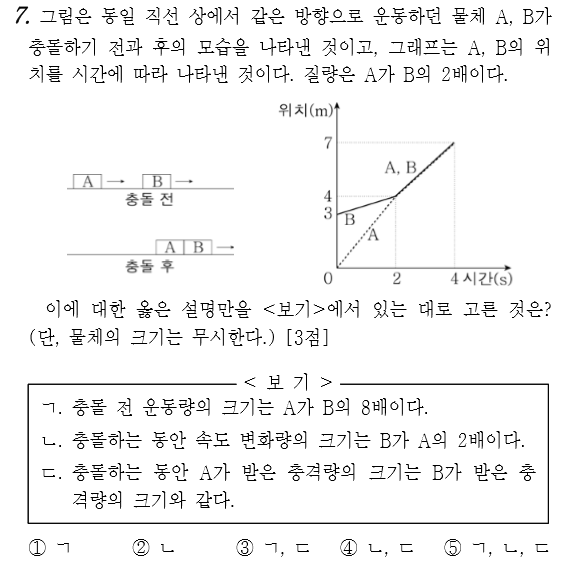 7. 그림은 동일 직선 상에서 같은 방향으로 운동하던 물체 A, B가
충돌하기 전과 후의 모습을 나타낸 것이고, 그래프는 A, B의 위
치를 시간에 따라 나타낸 것이다. 질량은 A가 B의 2배이다.
위치(m)
7
4
3
0
2
4 시간(s)
A, B
B
A
A B
충돌 전
A B
충돌 후
이에 대한 옳은 설명만을 <보기>에서 있는 대로 고른 것은?
(단, 물체의 크기는 무시한다.) [3점]
< 보 기 >
ㄱ. 충돌 전 운동량의 크기는 A가 B의 8배이다.
ㄴ. 충돌하는 동안 속도 변화량의 크기는 B가 A의 2배이다.
ㄷ. 충돌하는 동안 A가 받은 충격량의 크기는 B가 받은 충
격량의 크기와 같다.
① ㄱ ② ㄴ ③ ㄱ, ㄷ ④ ㄴ, ㄷ ⑤ ㄱ, ㄴ, ㄷ